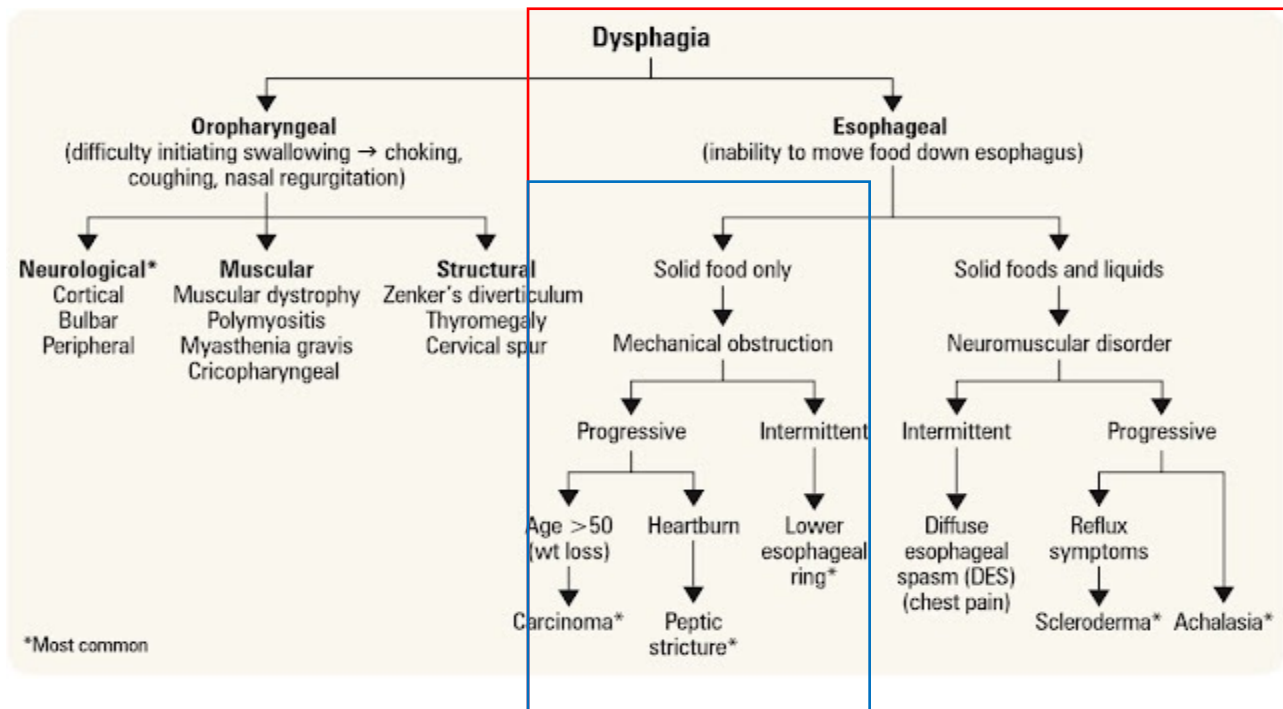 Dysphagia
Oropharyngeal
(difficulty initiating swallowing → choking,
coughing, nasal regurgitation)
Esophageal
(inability to move food down esophagus)
Neurological*
Cortical
Bulbar
Peripheral
Muscular
Muscular dystrophy
Polymyositis
Myasthenia gravis
Cricopharyngeal
Structural
Zenker's diverticulum
Thyromegaly
Cervical spur
Solid food only
Mechanical obstruction
Progressive
Age >50
(wt loss)
Carcinoma*
Heartburn
Peptic
stricture*
Intermittent
Lower
esophageal
ring*
Solid foods and liquids
Neuromuscular disorder
Intermittent
Diffuse
esophageal
spasm (DES)
(chest pain)
Progressive
Reflux
symptoms
Scleroderma*
Achalasia*
*Most common